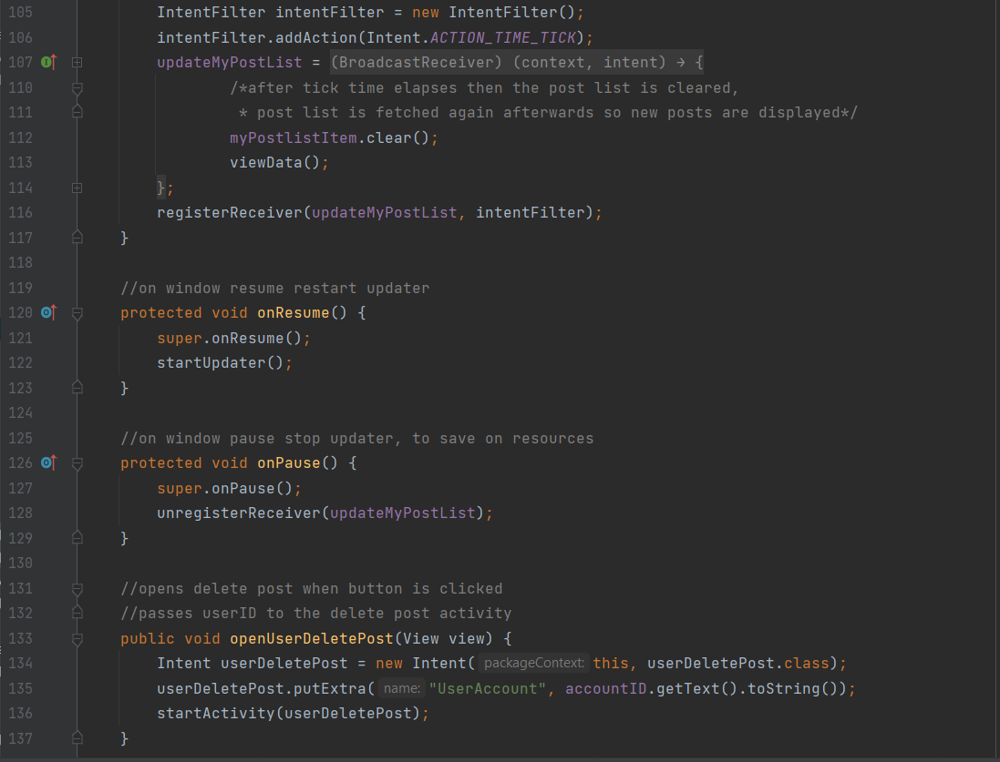 105 IntentFilter intentFilter = new IntentFilter();
106 intentFilter.addAction(Intent.ACTION_TIME_TICK);
107 updateMyPostList = (BroadcastReceiver) (context, intent) → {
110 /*after tick time elapses then the post list is cleared,
111 * post list is fetched again afterwards so new posts are displayed*/
112 myPostlistItem.clear();
113 viewData();
114 };
116 registerReceiver(updateMyPostList, intentFilter);
117 }
118
119 //on window resume restart updater
120 protected void onResume() {
121 super.onResume();
122 startUpdater();
123 }
124
125 //on window pause stop updater, to save on resources
126 protected void onPause() {
127 super.onPause();
128 unregisterReceiver(updateMyPostList);
129 }
130
131 //opens delete post when button is clicked
132 //passes userID to the delete post activity
133 public void openUserDeletePost(View view) {
134 Intent userDeletePost = new Intent( packageContext: this, userDeletePost.class);
135 userDeletePost.putExtra( name: "UserAccount", accountID.getText().toString());
136 startActivity(userDeletePost);
137 }